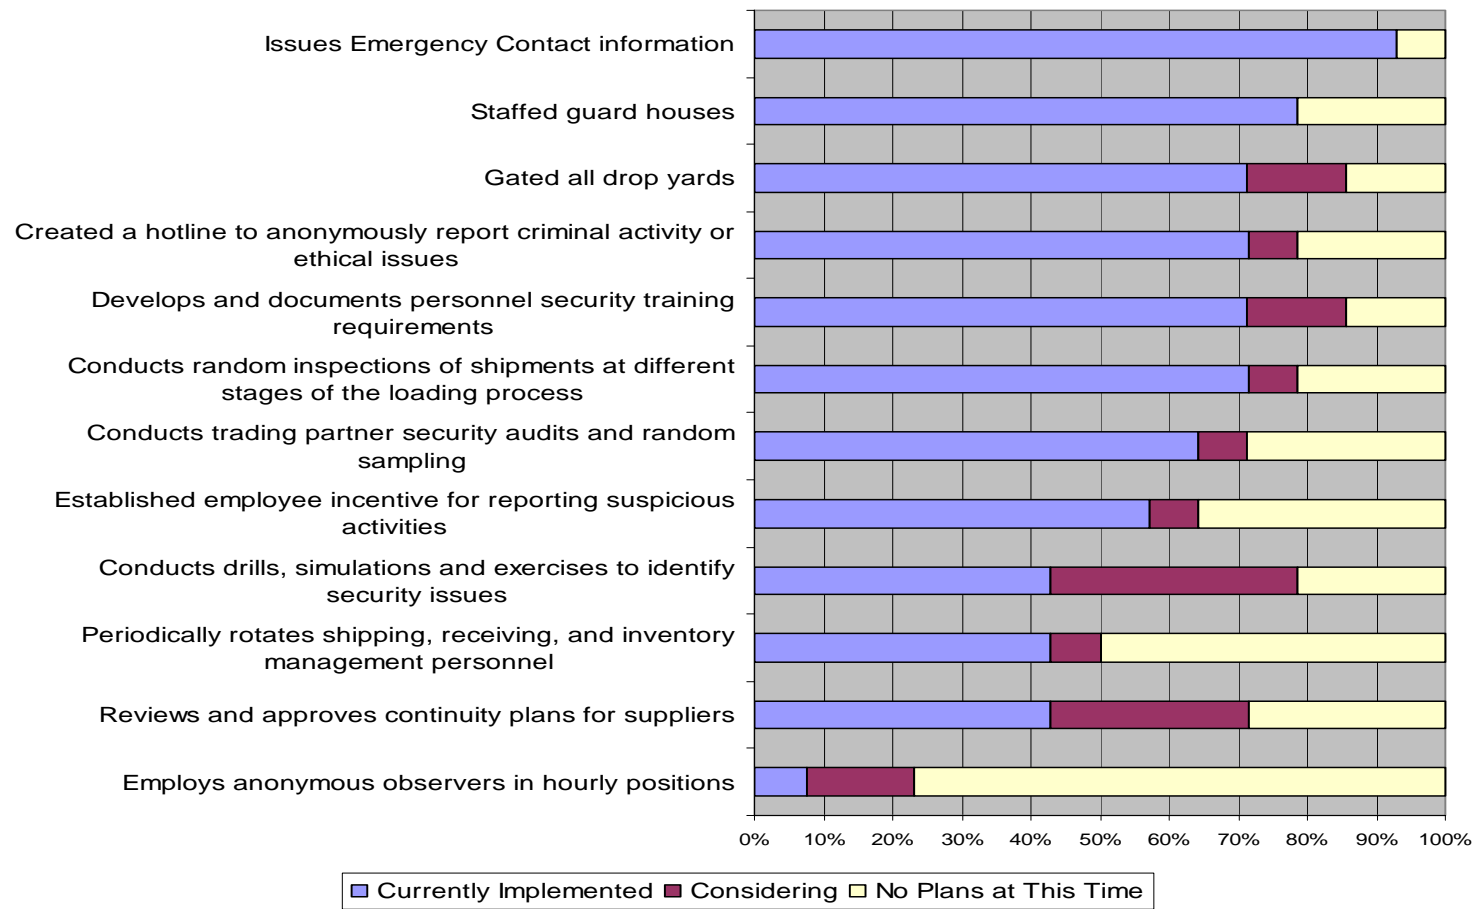 Issues Emergency Contact information
Staffed guard houses
Gated all drop yards
Created a hotline to anonymously report criminal activity or
ethical issues
Develops and documents personnel security training
requirements
Conducts random inspections of shipments at different
stages of the loading process
Conducts trading partner security audits and random
sampling
Established employee incentive for reporting suspicious
activities
Conducts drills, simulations and exercises to identify
security issues
Periodically rotates shipping, receiving, and inventory
management personnel
Reviews and approves continuity plans for suppliers
Employs anonymous observers in hourly positions
0% 10% 20% 30% 40% 50% 60% 70% 80% 90% 100%
Currently Implemented Considering No Plans at This Time